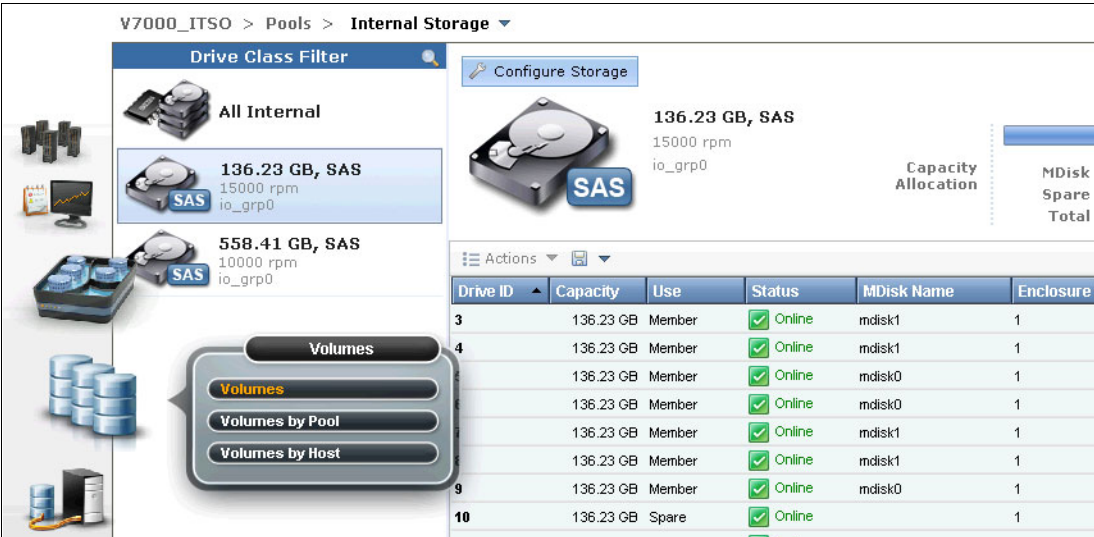 V7000_ITSO > Pools > Internal Storage
Drive Class Filter
All Internal
136.23 GB, SAS
15000 rpm
io_grp0
SAS
558.41 GB, SAS
10000 rpm
io_grp0
SAS
Configure Storage
136.23 GB, SAS
15000 rpm
io_grp0
SAS
Capacity
Allocation
MDisk
Spare
Total
Actions
Drive ID Capacity Use Status MDisk Name Enclosure
3 136.23 GB Member Online mdisk1 1
4 136.23 GB Member Online mdisk1 1
136.23 GB Member Online mdisk0 1
136.23 GB Member Online mdisk0 1
136.23 GB Member Online mdisk1 1
136.23 GB Member Online mdisk1 1
9 136.23 GB Member Online mdisk0 1
10 136.23 GB Spare Online 1
Volumes
Volumes
Volumes by Pool
Volumes by Host